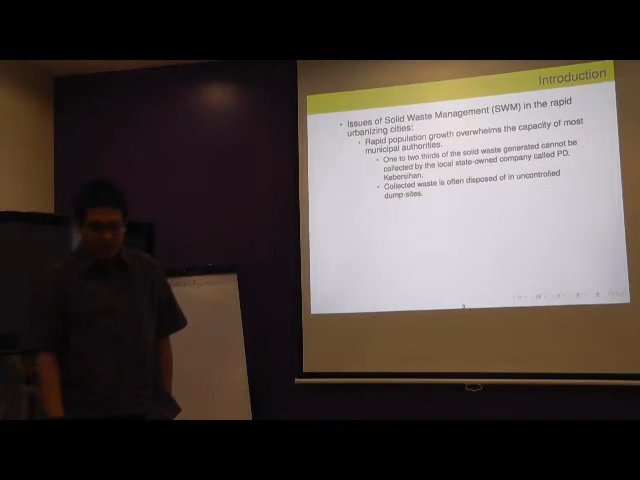 Introduction
Issues of Solid Waste Management (SWM) in the rapid
urbanizing cities:
Rapid population growth overwhelms the capacity of most
municipal authorities.
One to two thirds of the solid waste generated cannot be
collected by the local state-owned company called PD.
Kebersihan.
Collected waste is often disposed of in uncontrolled
dump-sites.
3